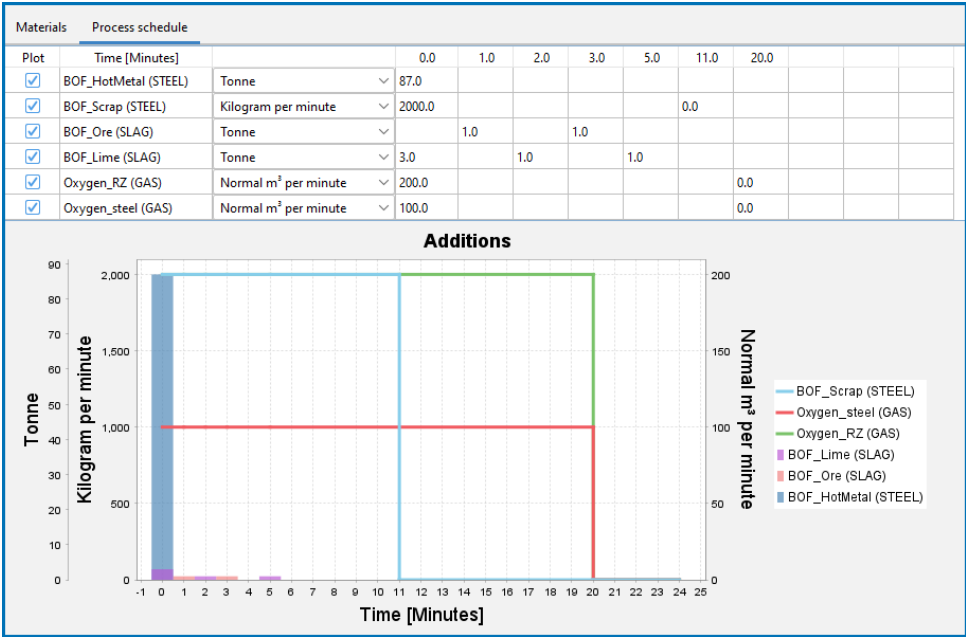 Materials Process schedule
Plot Time [Minutes] 0.0 1.0 2.0 3.0 5.0 11.0 20.0
BOF_HotMetal (STEEL) Tonne 87.0
BOF_Scrap (STEEL) Kilogram per minute 2000.0 0.0
BOF_Ore (SLAG) Tonne 1.0 1.0
BOF_Lime (SLAG) Tonne 3.0 1.0 1.0
Oxygen_RZ (GAS) Normal m³ per minute 200.0 0.0
Oxygen_steel (GAS) Normal m³ per minute 100.0 0.0
Additions
Tonne
90
80
70
60
50
40
30
20
10
0
Kilogram per minute
2,000
1,500
1,000
500
0
200
150
100
50
0
Normal m³ per minute
-1 0 1 2 3 4 5 6 7 8 9 10 11 12 13 14 15 16 17 18 19 20 21 22 23 24 25
Time [Minutes]
BOF_Scrap (STEEL)
Oxygen_steel (GAS)
Oxygen_RZ (GAS)
BOF_Lime (SLAG)
BOF_Ore (SLAG)
BOF_HotMetal (STEEL)